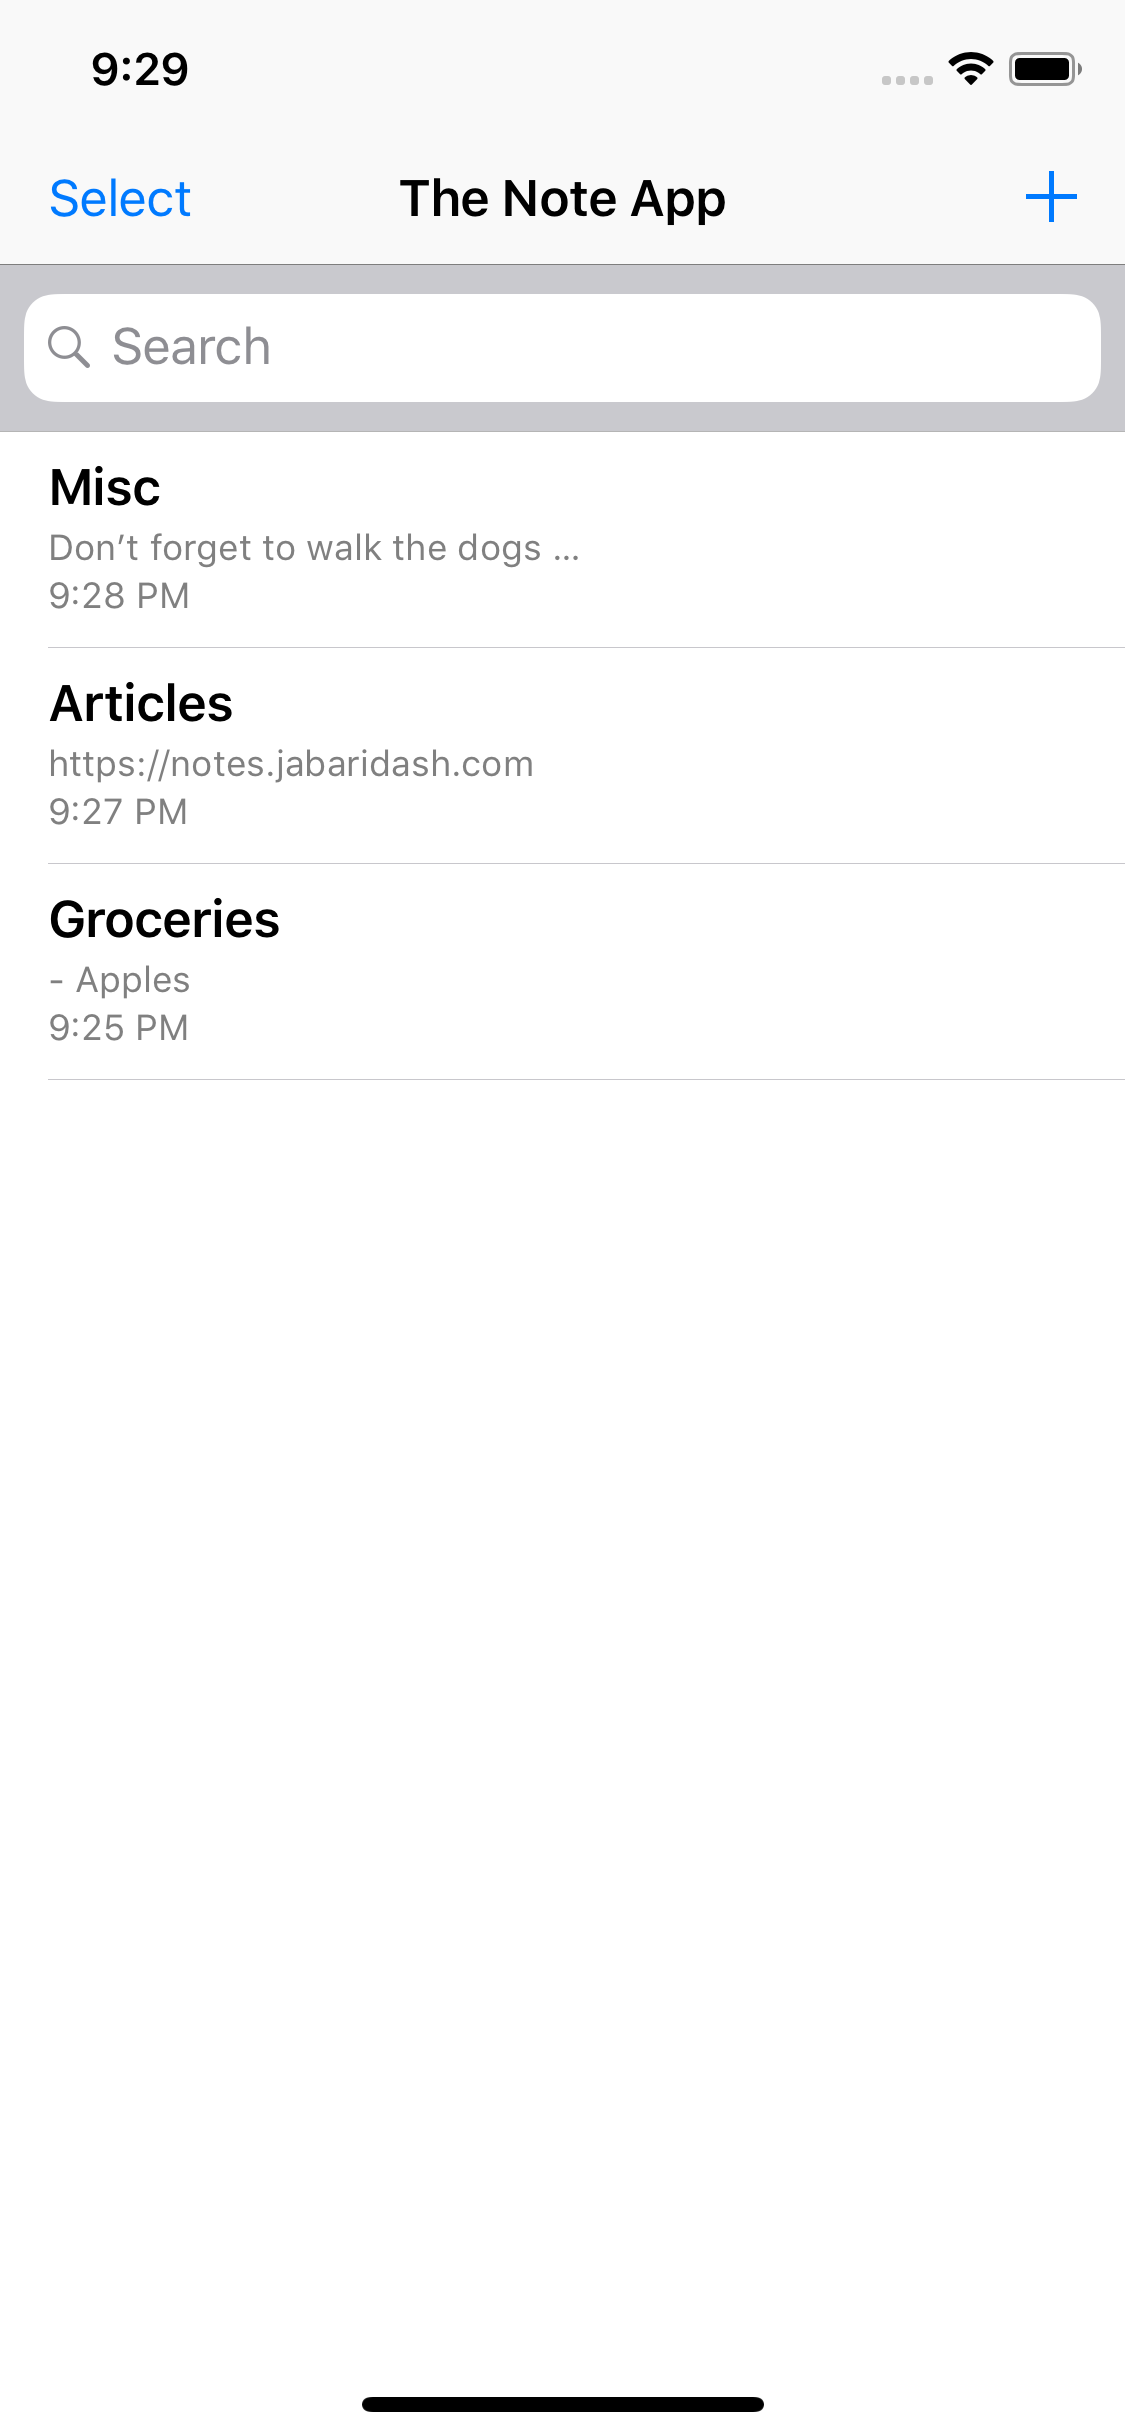 9:29
Select The Note App
Search
Misc
Don’t forget to walk the dogs ...
9:28 PM
Articles
https://notes.jabaridash.com
9:27 PM
Groceries
- Apples
9:25 PM